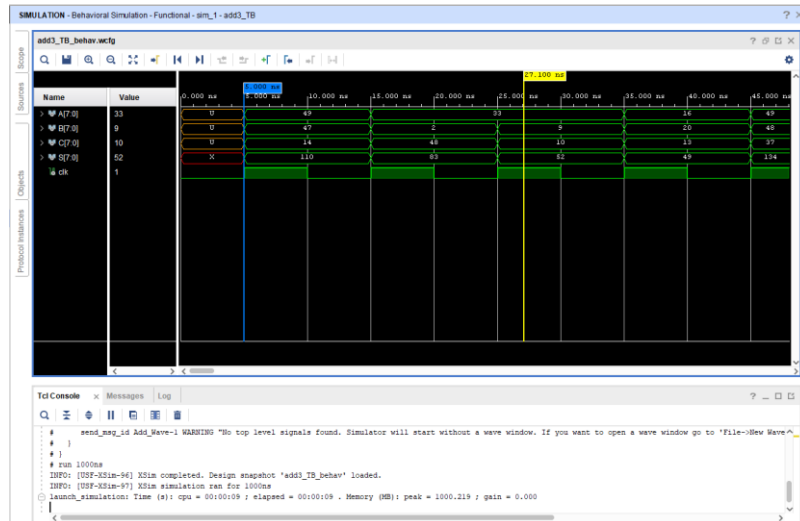 SIMULATION - Behavioral Simulation - Functional - sim_1 - add3_TB
add3_TB_behav.wcfg
Scope
Sources
Objects
Protocol Instances
27.100 ns
5.000 ns
Name Value
0.000 ns 5.000 ns 10.000 ns 15.000 ns 20.000 ns 25.000 ns 30.000 ns 35.000 ns 40.000 ns 45.000 ns
A[7:0] 33 U 49 33 16 49
B[7:0] 9 U 47 2 9 20 48
C[7:0] 10 U 14 48 10 13 37
S[7:0] 52 X 110 83 52 49 134
clk 1
Tcl Console Messages Log
# send_msg_id Add_Wave-1 WARNING "No top level signals found. Simulator will start without a wave window. If you want to open a wave window go to 'File->New Wave
# }
# }
# run 1000ns
INFO: [USF-XSim-96] XSim completed. Design snapshot 'add3_TB_behav' loaded.
INFO: [USF-XSim-97] XSim simulation ran for 1000ns
launch_simulation: Time (s): cpu = 00:00:09 ; elapsed = 00:00:09 . Memory (MB): peak = 1000.219 ; gain = 0.000